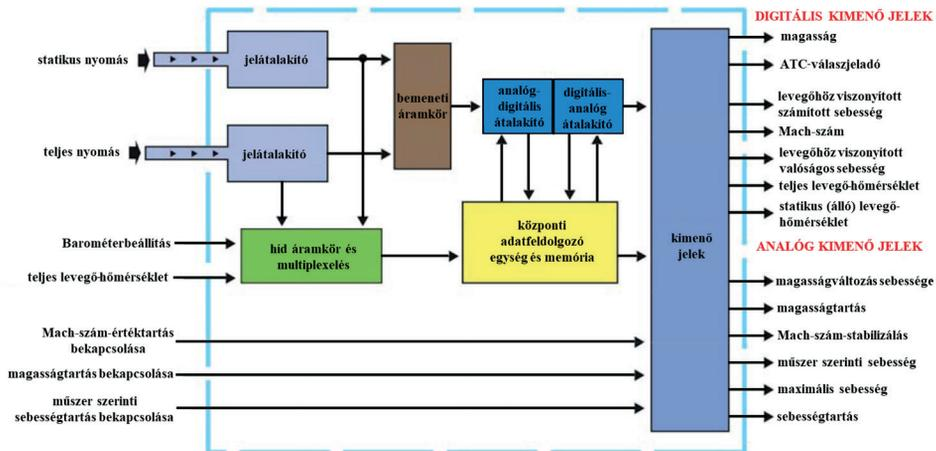 DIGITÁLIS KIMENŐ JELEK
magasság
statikus nyomás
jelátalakító
ATC-válaszjeladó
bemeneti
áramkör
analóg-
digitális
átalakító
digitális-
analóg
átalakító
levegőhöz viszonyított
számított sebesség
Mach-szám
teljes nyomás
jelátalakító
levegőhöz viszonyított
valóságos sebesség
teljes levegő-hőmérséklet
statikus (álló) levegő-
hőmérséklet
Barométerbeállítás
teljes levegő-hőmérséklet
híd áramkör és
multiplexelés
központi
adatfeldolgozó
egység és memória
kimenő
jelek
ANALÓG KIMENŐ JELEK
magasságváltozás sebessége
magasságtartás
Mach-szám-értéktartás
bekapcsolása
Mach-szám-stabilizálás
műszer szerinti sebesség
magasságtartás bekapcsolása
maximális sebesség
műszer szerinti
sebességtartás bekapcsolása
sebességtartás